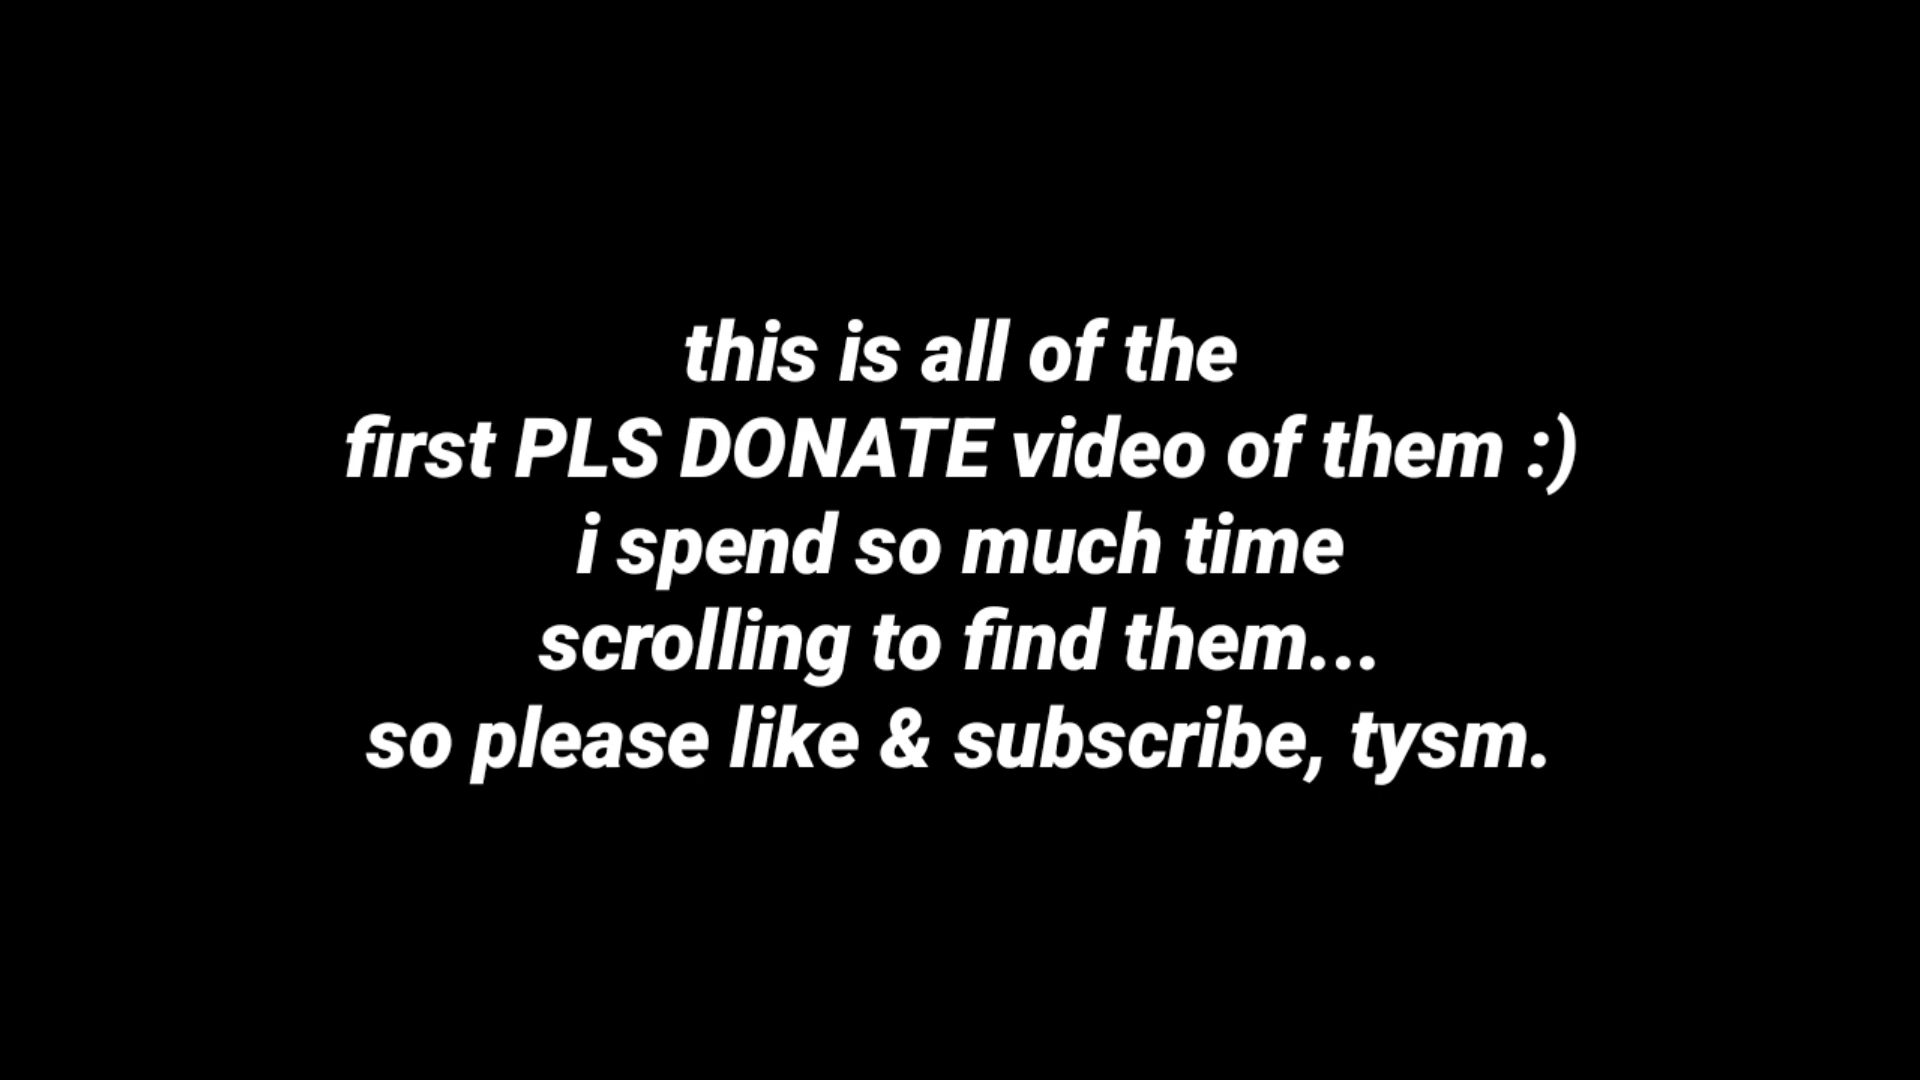 this is all of the
first PLS DONATE video of them :)
i spend so much time
scrolling to find them...
so please like & subscribe, tysm.